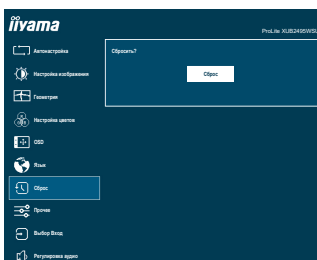 iiyama
ProLite XUB2495WSU
Автонастройка
Сбросить?
Настройка изображения
Сброс
Геометрия
Настройка цветов
OSD
Язык
Сброс
Прочее
Выбор Вход
Регулировка аудио